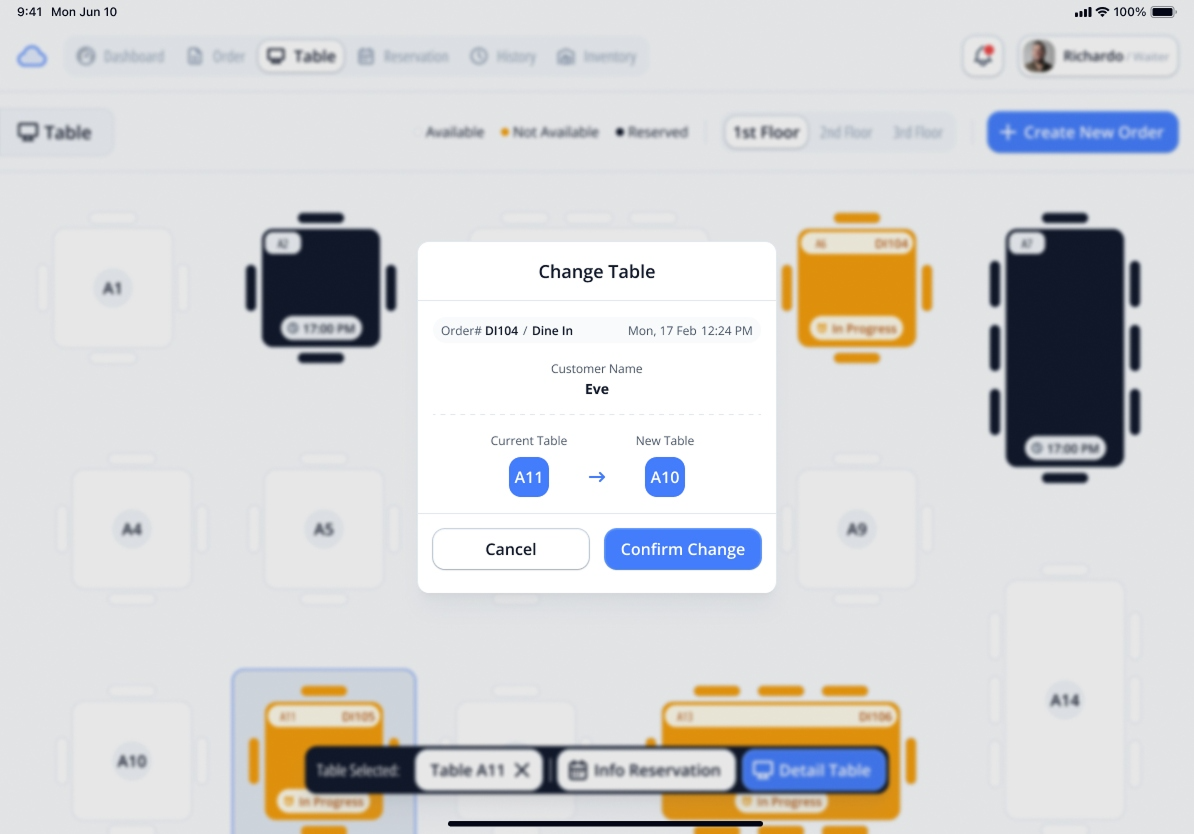 9:41 Mon Jun 10
100%
Dashboard
Order
Table
Reservation
History
Inventory
Richardo / Waiter
Table
Available
Not Available
Reserved
1st Floor
2nd Floor
3rd Floor
+ Create New Order
A1
A2
17:00 PM
A6 DI104
In Progress
A7
17:00 PM
Change Table
Order# DI104 / Dine In
Mon, 17 Feb 12:24 PM
Customer Name
Eve
Current Table
New Table
A11 → A10
Cancel
Confirm Change
A4
A5
A9
A14
A10
A11 DI105
In Progress
A13 DI106
In Progress
Table Selected:
Table A11 ×
Info Reservation
Detail Table